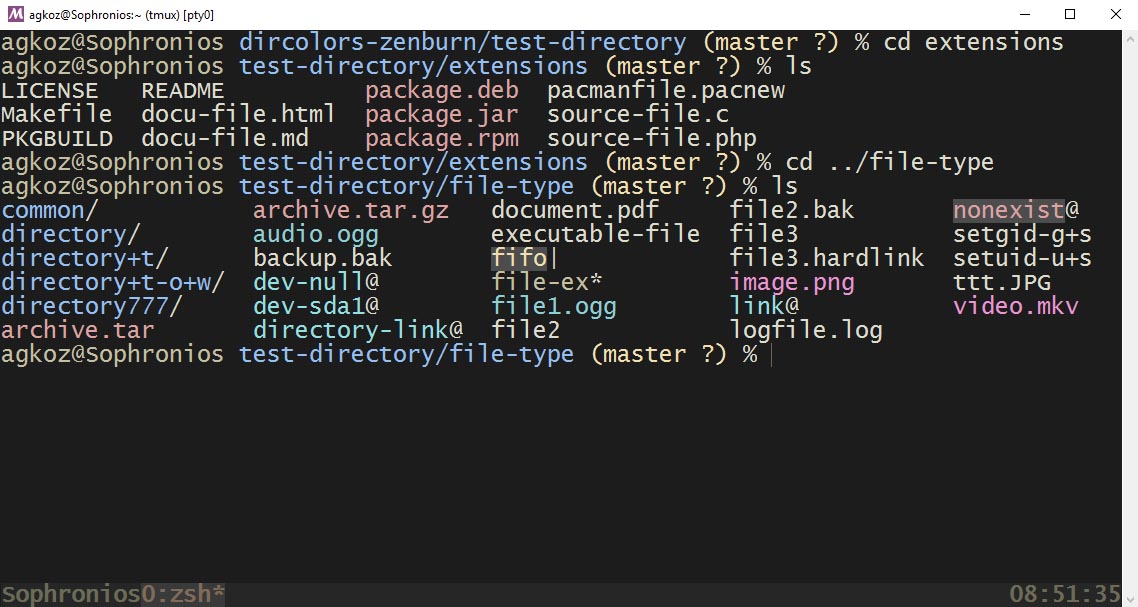 agkoz@Sophronios:~ (tmux) [pty0]
agkoz@Sophronios dircolors-zenburn/test-directory (master ?) % cd extensions
agkoz@Sophronios test-directory/extensions (master ?) % ls
LICENSE   README         package.deb  pacmanfile.pacnew
Makefile  docu-file.html  package.jar  source-file.c
PKGBUILD  docu-file.md    package.rpm  source-file.php
agkoz@Sophronios test-directory/extensions (master ?) % cd ../file-type
agkoz@Sophronios test-directory/file-type (master ?) % ls
common/           archive.tar.gz   document.pdf     file2.bak       nonexist@
directory/        audio.ogg        executable-file  file3           setgid-g+s
directory+t/      backup.bak       fifo|            file3.hardlink  setuid-u+s
directory+t-o+w/  dev-null@        file-ex*         image.png       ttt.JPG
directory777/     dev-sda1@        file1.ogg        link@           video.mkv
archive.tar       directory-link@  file2            logfile.log
agkoz@Sophronios test-directory/file-type (master ?) %
Sophronios0:zsh* 08:51:35